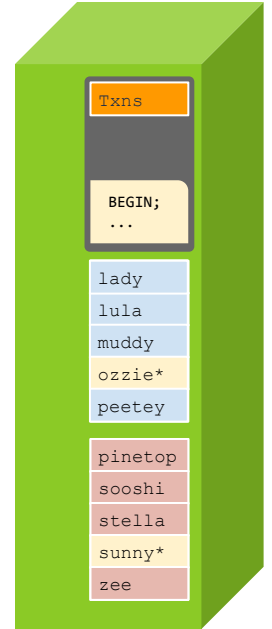 Txns
BEGIN;
...
lady
lula
muddy
ozzie*
peetey
pinetop
sooshi
stella
sunny*
zee